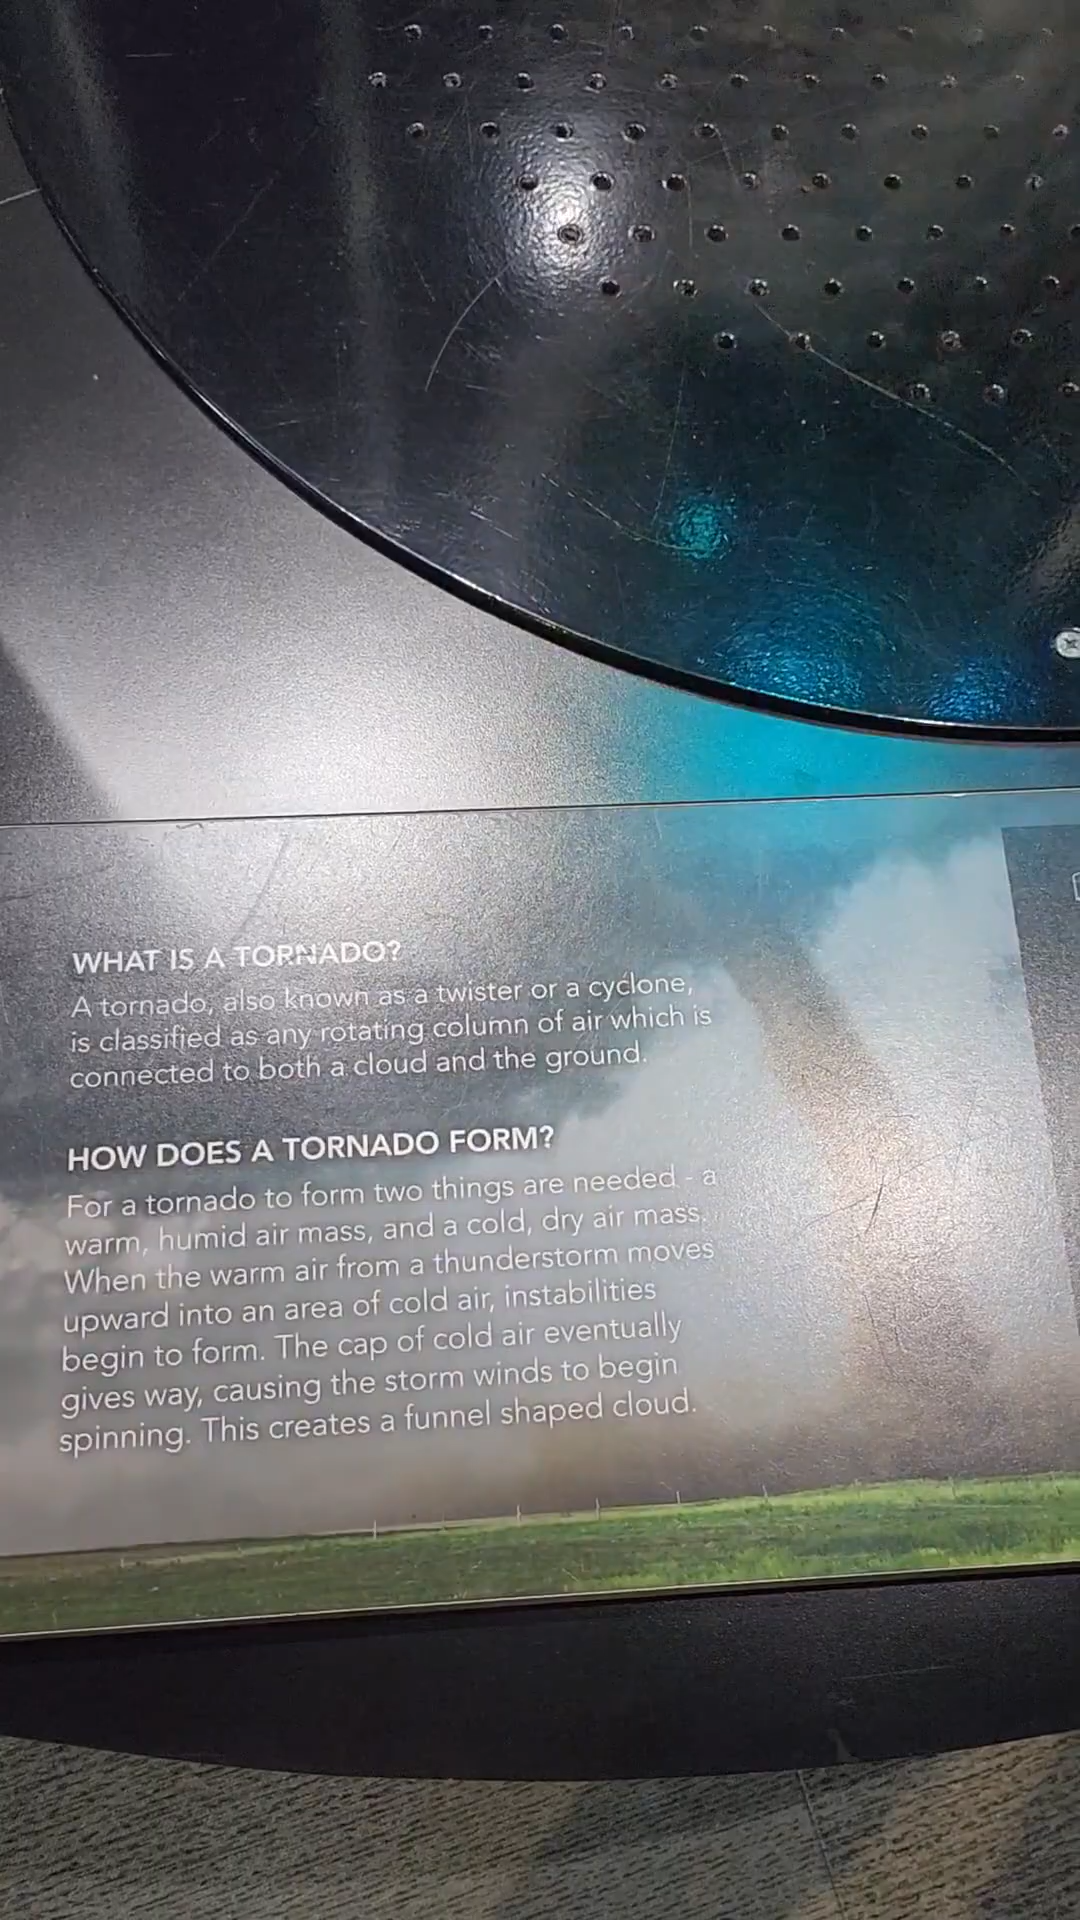 WHAT IS A TORNADO?
A tornado, also known as a twister or a cyclone,
is classified as any rotating column of air which is
connected to both a cloud and the ground.
HOW DOES A TORNADO FORM?
For a tornado to form two things are needed - a
warm, humid air mass, and a cold, dry air mass.
When the warm air from a thunderstorm moves
upward into an area of cold air, instabilities
begin to form. The cap of cold air eventually
gives way, causing the storm winds to begin
spinning. This creates a funnel shaped cloud.